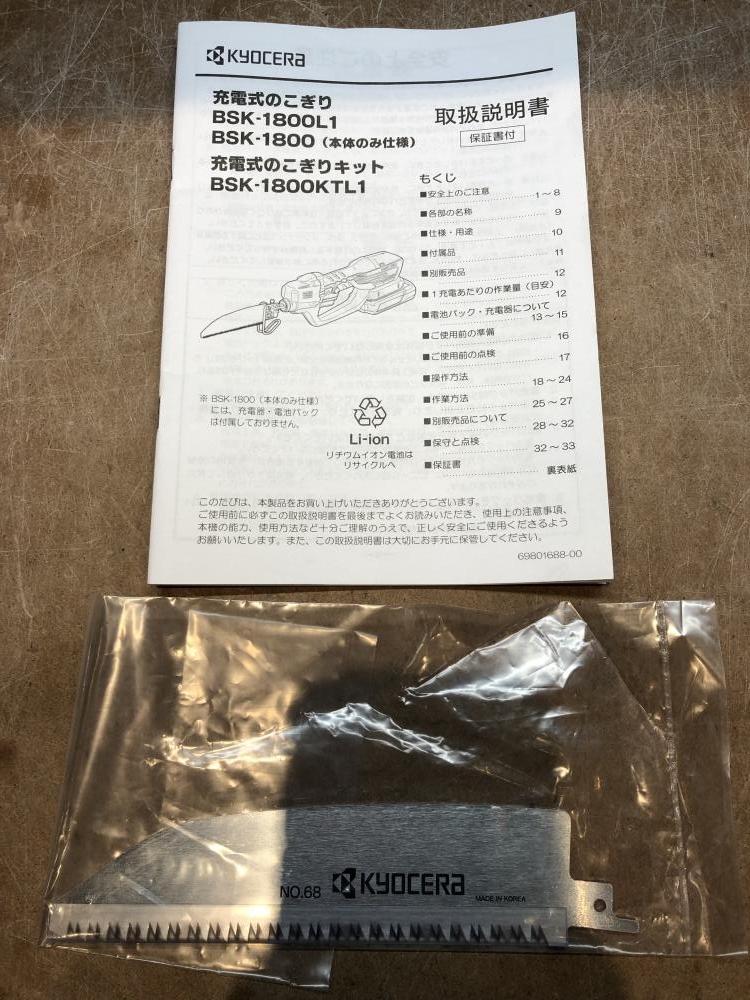 KYOCERA
充電式のこぎり
BSK-1800L1
BSK-1800（本体のみ仕様）
充電式のこぎりキット
BSK-1800KTL1
取扱説明書
保証書付
もくじ
■安全上のご注意 1～8
■各部の名称 9
■仕様・用途 10
■付属品 11
■別販売品 12
■1充電あたりの作業量（目安） 12
■電池パック・充電器について 13～15
■ご使用前の準備 16
■ご使用前の点検 17
■操作方法 18～24
■作業方法 25～27
■別販売品について 28～32
■保守と点検 32～33
■保証書 裏表紙
※ BSK-1800（本体のみ仕様）
には、充電器・電池パック
は付属しておりません。
Li-ion
リチウムイオン電池は
リサイクルへ
このたびは、本製品をお買い上げいただきありがとうございます。
ご使用前に必ずこの取扱説明書を最後までよくお読みいただき、使用上の注意事項、
本機の能力、使用方法など十分ご理解のうえで、正しく安全にご使用くださるよう
お願いいたします。また、この取扱説明書は大切にお手元に保管してください。
69801688-00
NO.68 KYOCERA
MADE IN KOREA